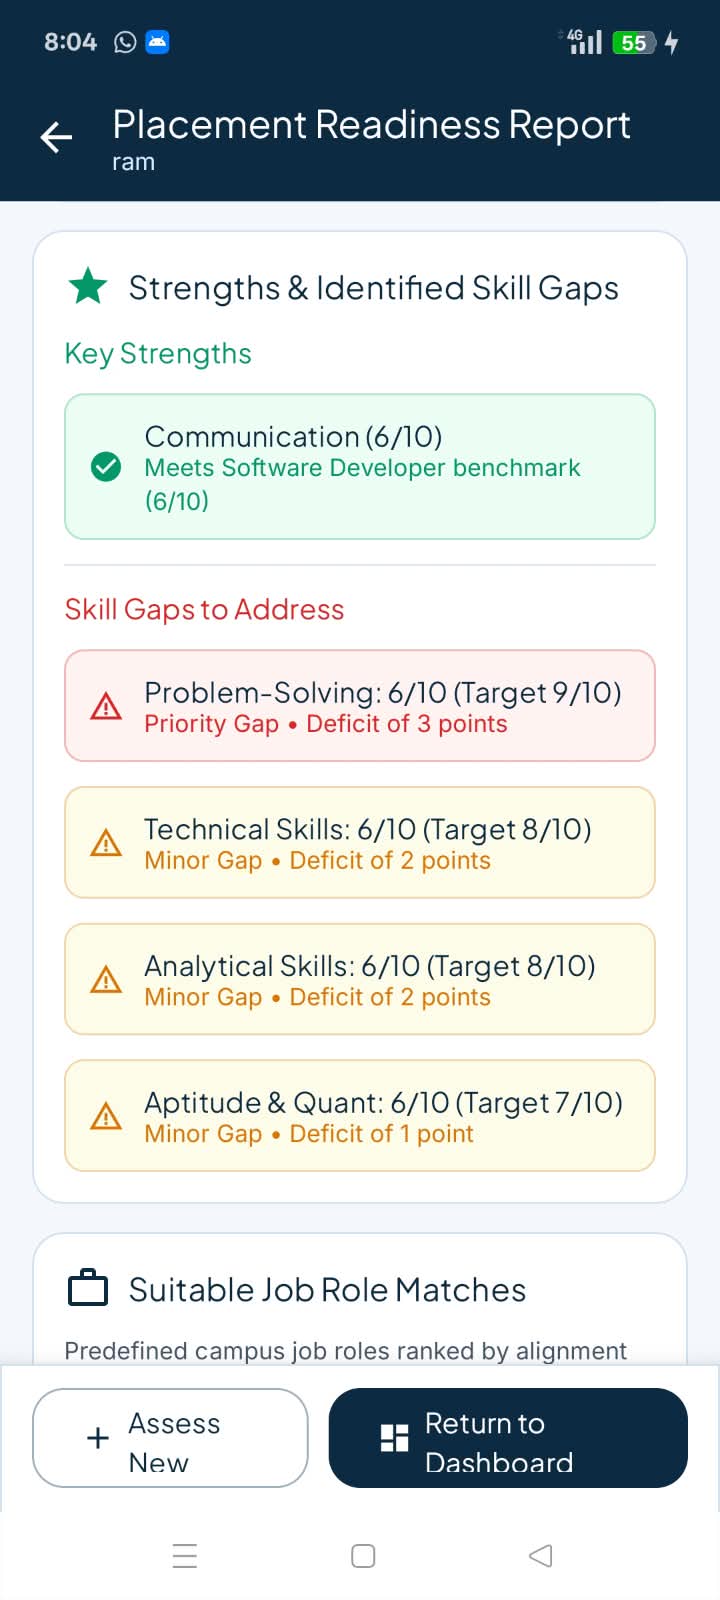 8:04
4G
55
Placement Readiness Report
ram
Strengths & Identified Skill Gaps
Key Strengths
Communication (6/10)
Meets Software Developer benchmark
(6/10)
Skill Gaps to Address
Problem-Solving: 6/10 (Target 9/10)
Priority Gap • Deficit of 3 points
Technical Skills: 6/10 (Target 8/10)
Minor Gap • Deficit of 2 points
Analytical Skills: 6/10 (Target 8/10)
Minor Gap • Deficit of 2 points
Aptitude & Quant: 6/10 (Target 7/10)
Minor Gap • Deficit of 1 point
Suitable Job Role Matches
Predefined campus job roles ranked by alignment
Assess
New
Return to
Dashboard